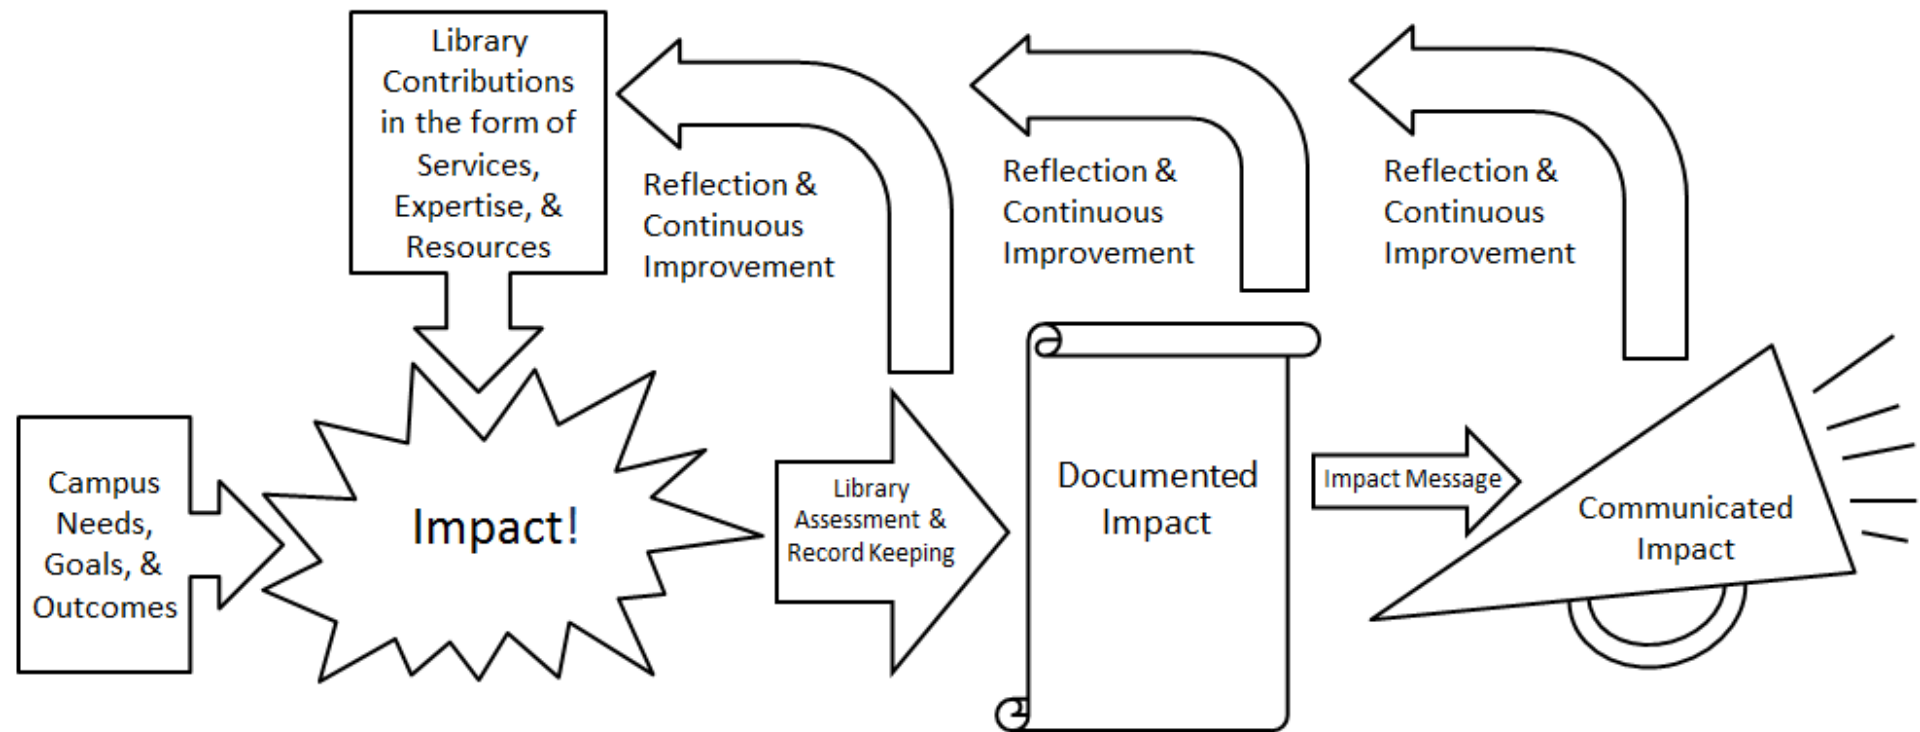 Library
Contributions
in the form of
Services,
Expertise, &
Resources
Reflection &
Continuous
Improvement
Reflection &
Continuous
Improvement
Reflection &
Continuous
Improvement
Campus
Needs,
Goals, &
Outcomes
Impact!
Library
Assessment &
Record Keeping
Documented
Impact
Impact Message
Communicated
Impact